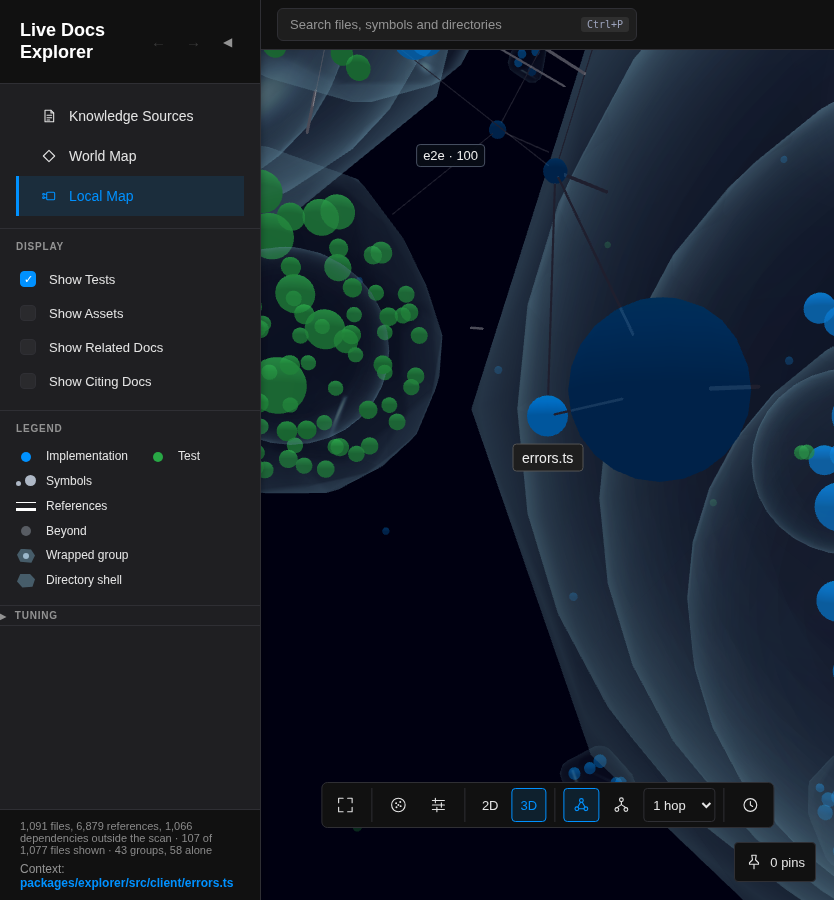 Live Docs
Explorer
Search files, symbols and directories
Ctrl+P
Knowledge Sources
World Map
Local Map
DISPLAY
Show Tests
Show Assets
Show Related Docs
Show Citing Docs
LEGEND
Implementation
Test
Symbols
References
Beyond
Wrapped group
Directory shell
TUNING
1,091 files, 6,879 references, 1,066
dependencies outside the scan · 107 of
1,077 files shown · 43 groups, 58 alone
Context:
packages/explorer/src/client/errors.ts
e2e · 100
errors.ts
2D
3D
1 hop
0 pins